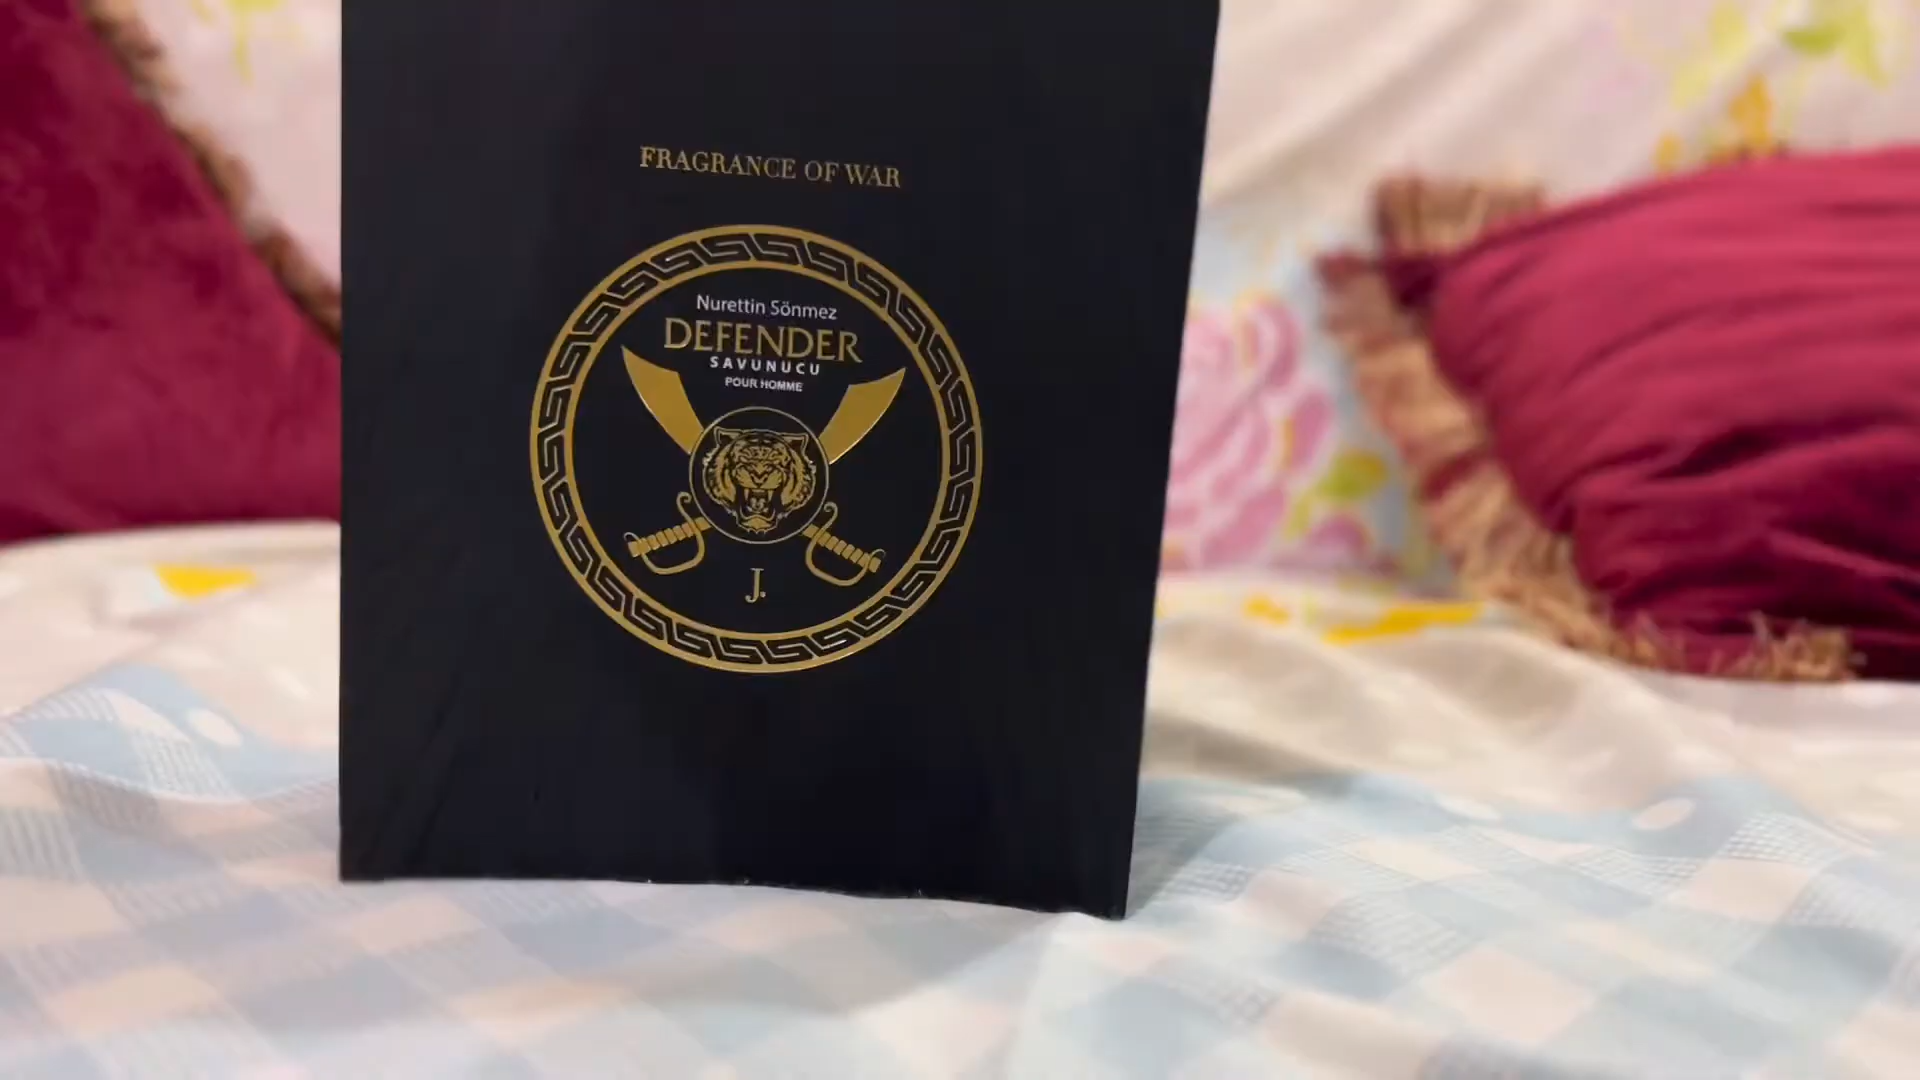 FRAGRANCE OF WAR
Nurettin Sönmez
DEFENDER
SAVUNUCU
POUR HOMME
J.